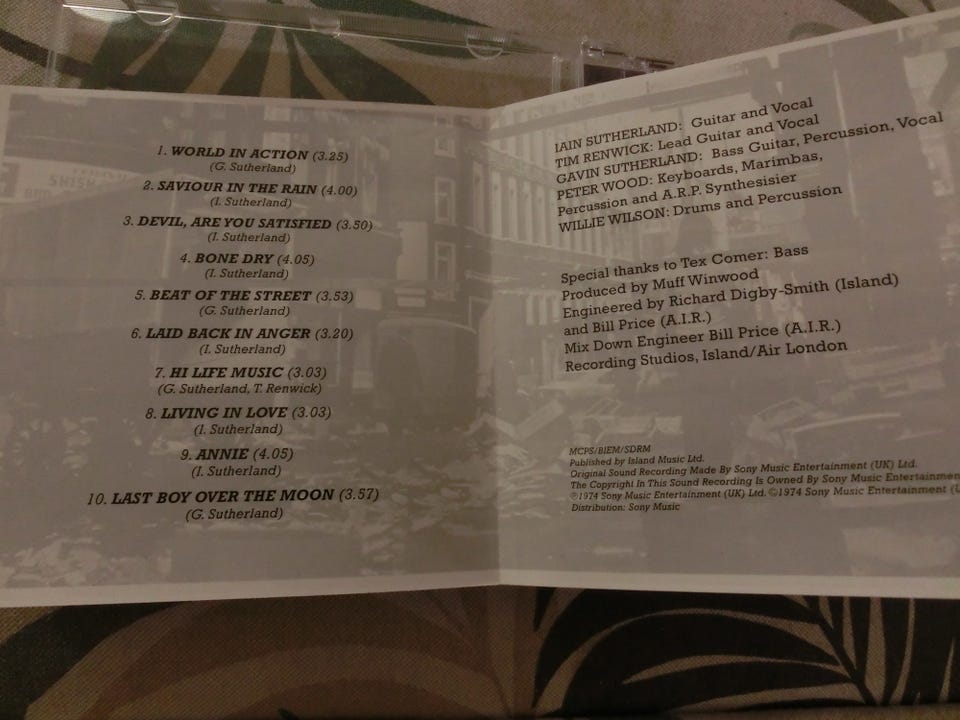 1. WORLD IN ACTION (3.25)
(G. Sutherland)
2. SAVIOUR IN THE RAIN (4.00)
(I. Sutherland)
3. DEVIL, ARE YOU SATISFIED (3.50)
(I. Sutherland)
4. BONE DRY (4.05)
(I. Sutherland)
5. BEAT OF THE STREET (3.53)
(G. Sutherland)
6. LAID BACK IN ANGER (3.20)
(I. Sutherland)
7. HI LIFE MUSIC (3.03)
(G. Sutherland, T. Renwick)
8. LIVING IN LOVE (3.03)
(I. Sutherland)
9. ANNIE (4.05)
(I. Sutherland)
10. LAST BOY OVER THE MOON (3.57)
(G. Sutherland)
SHISH
IAIN SUTHERLAND: Guitar and Vocal
TIM RENWICK: Lead Guitar and Vocal
GAVIN SUTHERLAND: Bass Guitar, Percussion, Vocal
PETER WOOD: Keyboards, Marimbas,
Percussion and A.R.P. Synthesisier
WILLIE WILSON: Drums and Percussion
Special thanks to Tex Comer: Bass
Produced by Muff Winwood
Engineered by Richard Digby-Smith (Island)
and Bill Price (A.I.R.)
Mix Down Engineer Bill Price (A.I.R.)
Recording Studios, Island/Air London
MCPS/BIEM/SDRM
Published by Island Music Ltd.
Original Sound Recording Made By Sony Music Entertainment (UK) Ltd.
The Copyright In This Sound Recording Is Owned By Sony Music Entertainmen
℗1974 Sony Music Entertainment (UK) Ltd. ©1974 Sony Music Entertainment (U
Distribution: Sony Music